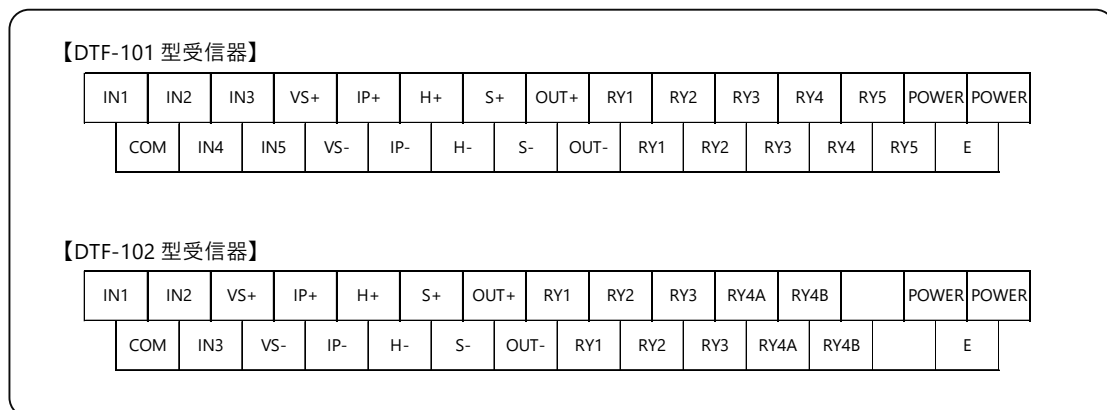 【DTF-101 型受信器】
IN1 IN2 IN3 VS+ IP+ H+ S+ OUT+ RY1 RY2 RY3 RY4 RY5 POWER POWER
COM IN4 IN5 VS- IP- H- S- OUT- RY1 RY2 RY3 RY4 RY5 E
【DTF-102 型受信器】
IN1 IN2 VS+ IP+ H+ S+ OUT+ RY1 RY2 RY3 RY4A RY4B POWER POWER
COM IN3 VS- IP- H- S- OUT- RY1 RY2 RY3 RY4A RY4B E